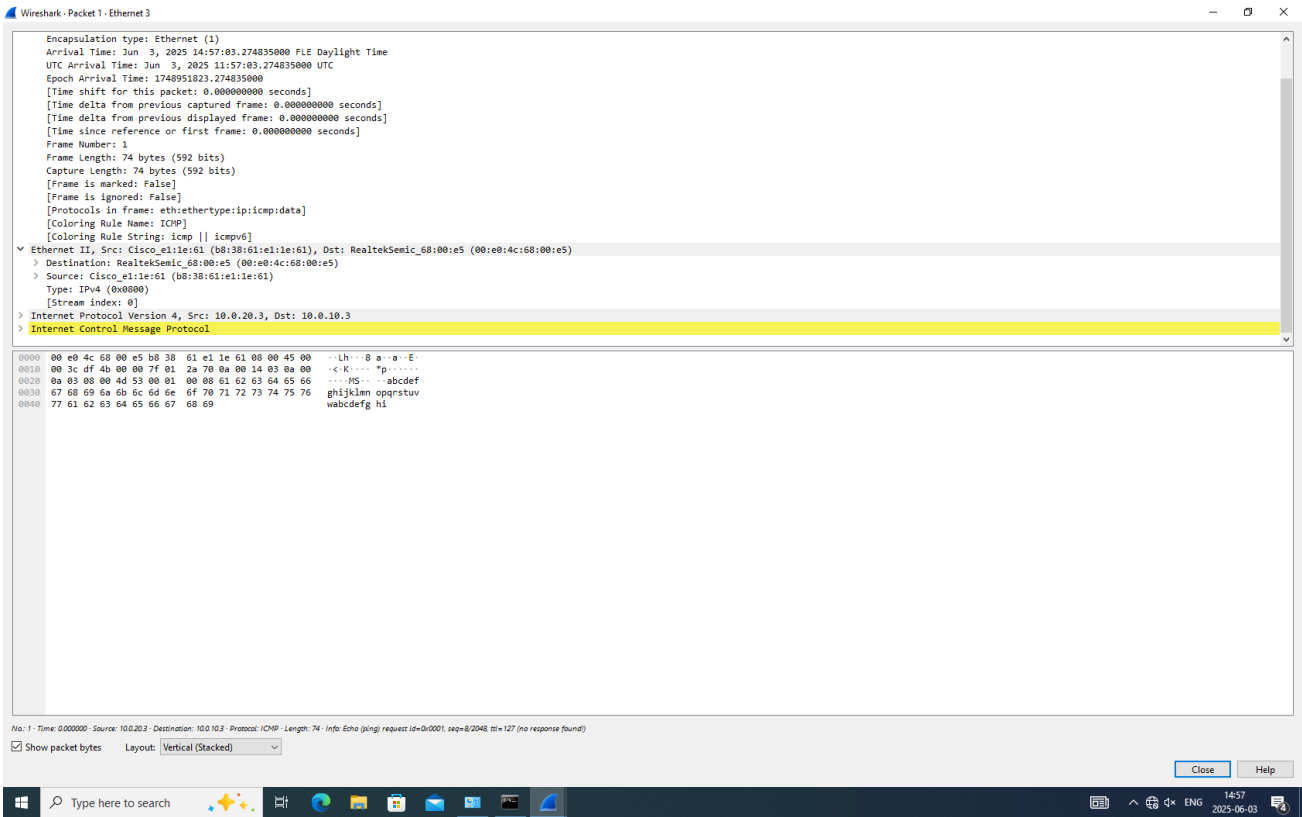 Wireshark · Packet 1 · Ethernet 3
Encapsulation type: Ethernet (1)
Arrival Time: Jun  3, 2025 14:57:03.274835000 FLE Daylight Time
UTC Arrival Time: Jun  3, 2025 11:57:03.274835000 UTC
Epoch Arrival Time: 1748951823.274835000
[Time shift for this packet: 0.000000000 seconds]
[Time delta from previous captured frame: 0.000000000 seconds]
[Time delta from previous displayed frame: 0.000000000 seconds]
[Time since reference or first frame: 0.000000000 seconds]
Frame Number: 1
Frame Length: 74 bytes (592 bits)
Capture Length: 74 bytes (592 bits)
[Frame is marked: False]
[Frame is ignored: False]
[Protocols in frame: eth:ethertype:ip:icmp:data]
[Coloring Rule Name: ICMP]
[Coloring Rule String: icmp || icmpv6]
Ethernet II, Src: Cisco_e1:1e:61 (b8:38:61:e1:1e:61), Dst: RealtekSemic_68:00:e5 (00:e0:4c:68:00:e5)
Destination: RealtekSemic_68:00:e5 (00:e0:4c:68:00:e5)
Source: Cisco_e1:1e:61 (b8:38:61:e1:1e:61)
Type: IPv4 (0x0800)
[Stream index: 0]
Internet Protocol Version 4, Src: 10.0.20.3, Dst: 10.0.10.3
Internet Control Message Protocol
0000 00 e0 4c 68 00 e5 b8 38 61 e1 1e 61 08 00 45 00 ··Lh···8 a··a··E·
0010 00 3c df 4b 00 00 7f 01 2a 70 0a 00 14 03 0a 00 ·<·K···· *p······
0020 0a 03 08 00 4d 53 00 01 00 08 61 62 63 64 65 66 ····MS·· ··abcdef
0030 67 68 69 6a 6b 6c 6d 6e 6f 70 71 72 73 74 75 76 ghijklmn opqrstuv
0040 77 61 62 63 64 65 66 67 68 69 wabcdefg hi
No.: 1 · Time: 0.000000 · Source: 10.0.20.3 · Destination: 10.0.10.3 · Protocol: ICMP · Length: 74 · Info: Echo (ping) request id=0x0001, seq=8/2048, ttl=127 (no response found!)
Show packet bytes Layout: Vertical (Stacked)
Close Help
Type here to search ENG 14:57
2025-06-03 4